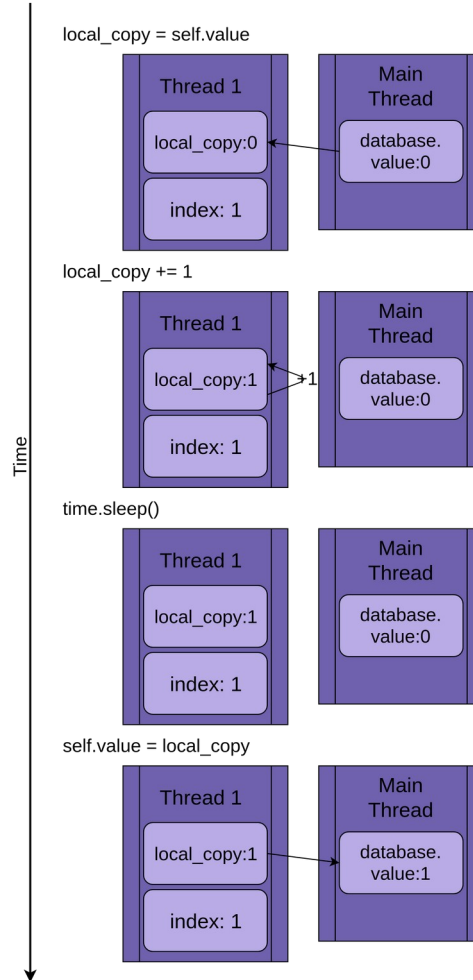 local_copy = self.value
Thread 1
local_copy:0
index: 1
Main
Thread
database.
value:0
local_copy += 1
Thread 1
local_copy:1
index: 1
+1
Main
Thread
database.
value:0
Time
time.sleep()
Thread 1
local_copy:1
index: 1
Main
Thread
database.
value:0
self.value = local_copy
Thread 1
local_copy:1
index: 1
Main
Thread
database.
value:1